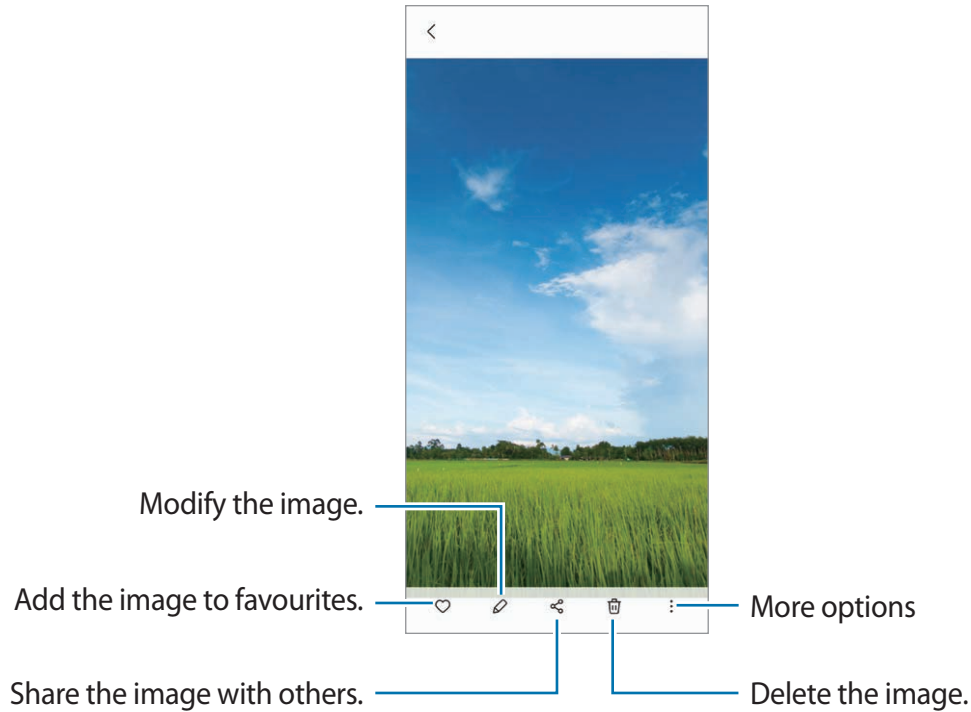 Modify the image.
Add the image to favourites.
More options
Share the image with others.
Delete the image.